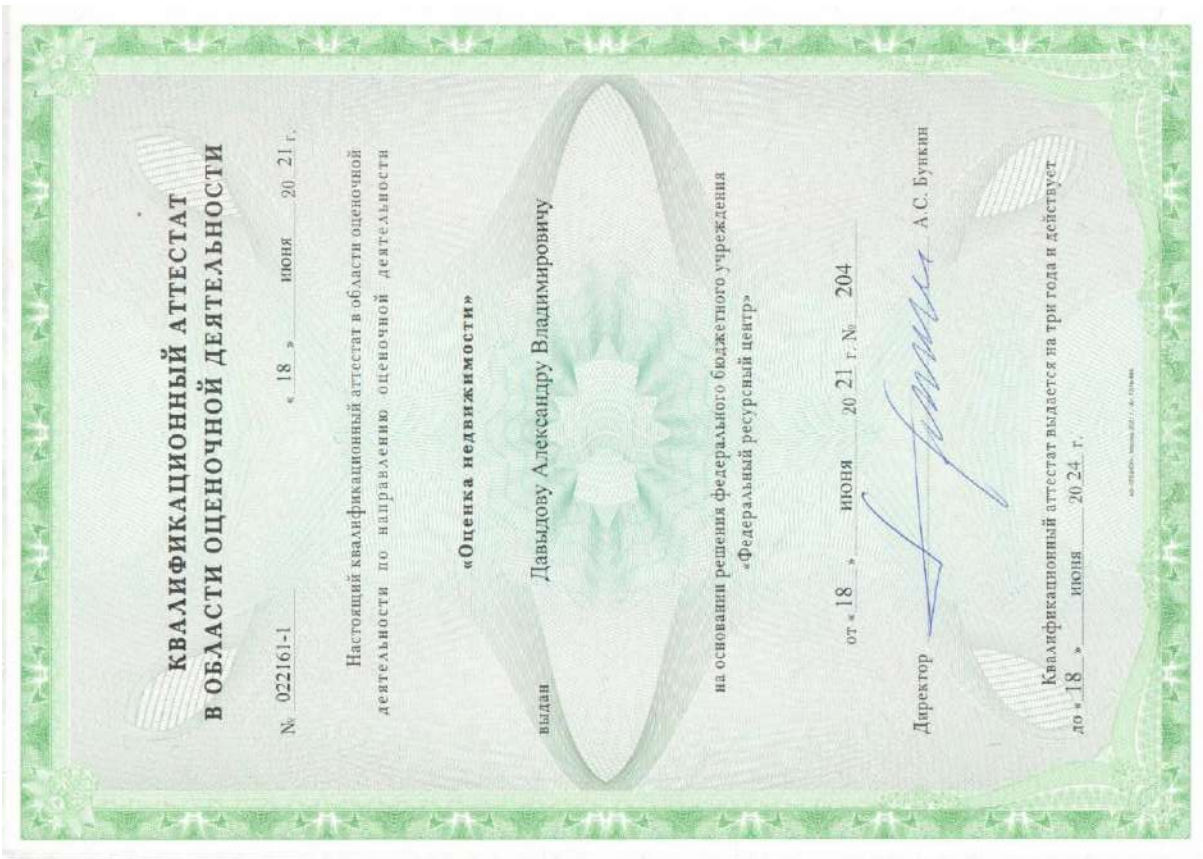 КВАЛИФИКАЦИОННЫЙ АТТЕСТАТ
В ОБЛАСТИ ОЦЕНОЧНОЙ ДЕЯТЕЛЬНОСТИ
№ 022161-1 « 18 » июня 20 21 г.
Настоящий квалификационный аттестат в области оценочной
деятельности по направлению оценочной деятельности
«Оценка недвижимости»
выдан Давыдову Александру Владимировичу
на основании решения федерального бюджетного учреждения
«Федеральный ресурсный центр»
от « 18 » июня 20 21 г. № 204
Директор А.С. Бункин
Квалификационный аттестат выдается на три года и действует
до « 18 » июня 20 24 г.